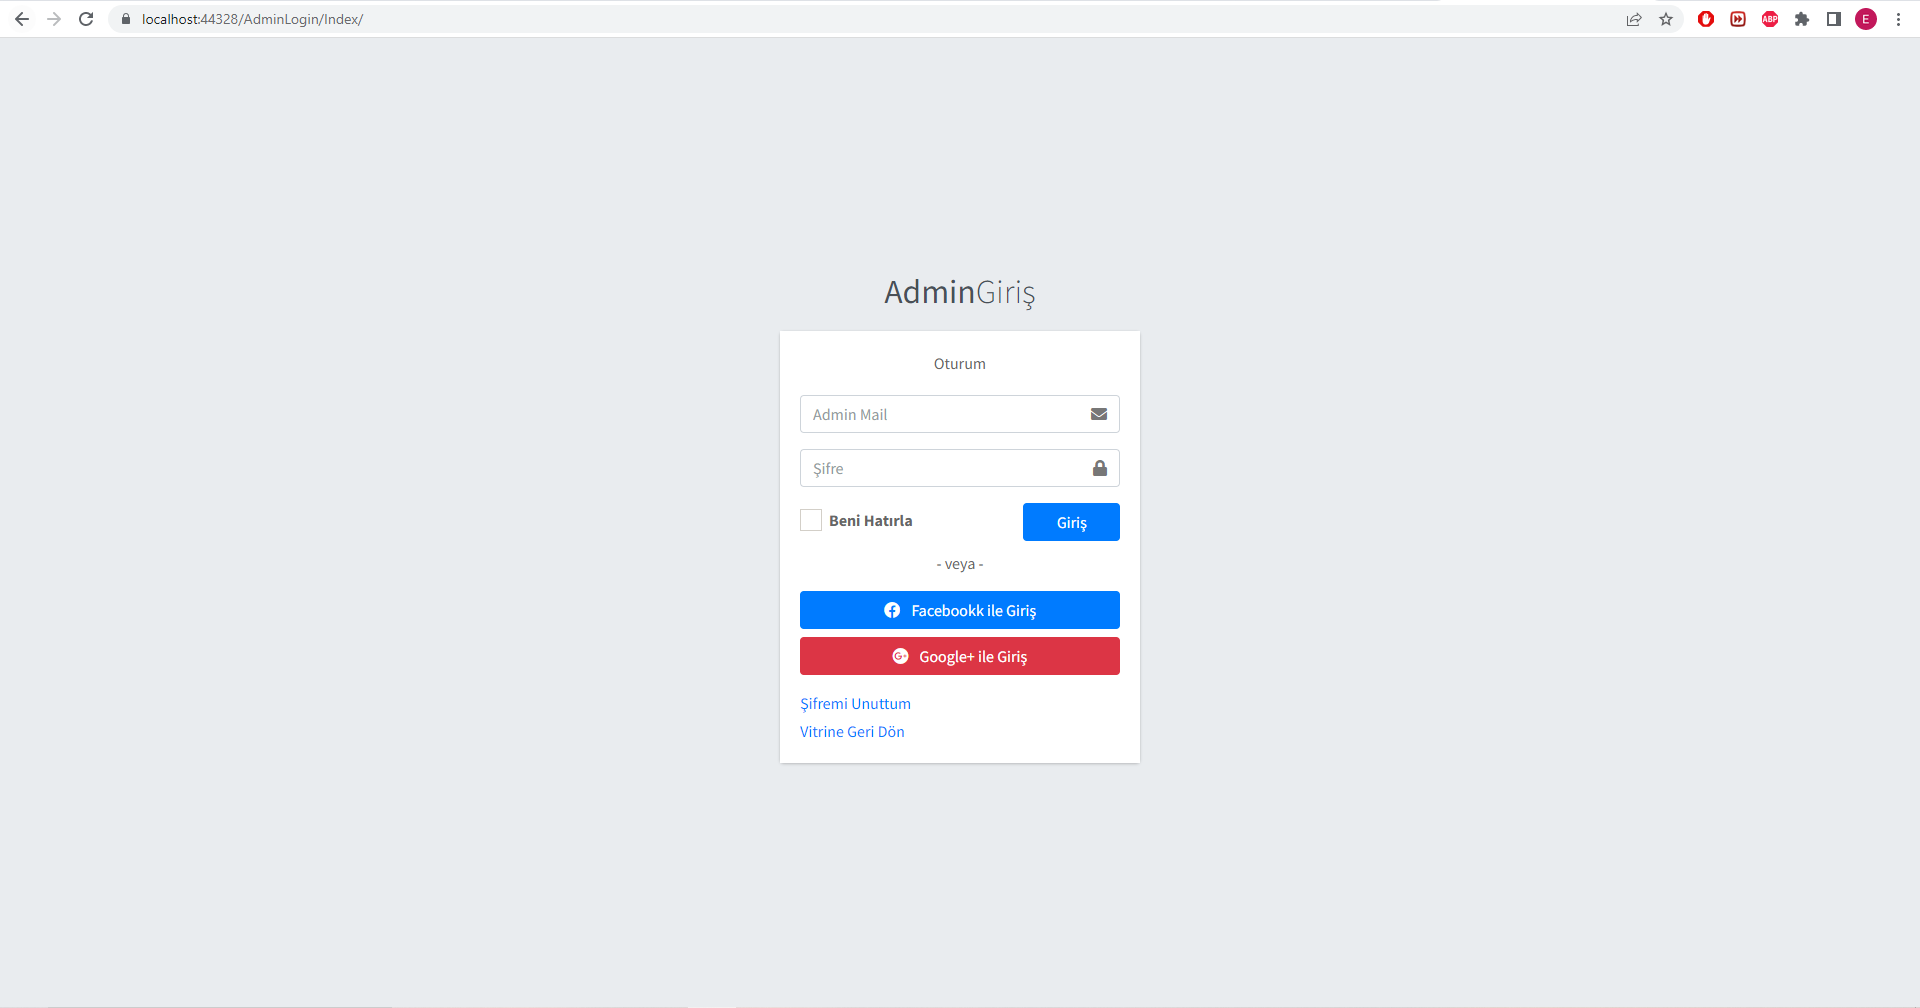 localhost:44328/AdminLogin/Index/
ABP
E
AdminGiriş
Oturum
Admin Mail
Şifre
Beni Hatırla
Giriş
- veya -
Facebookk ile Giriş
G+
Google+ ile Giriş
Şifremi Unuttum
Vitrine Geri Dön